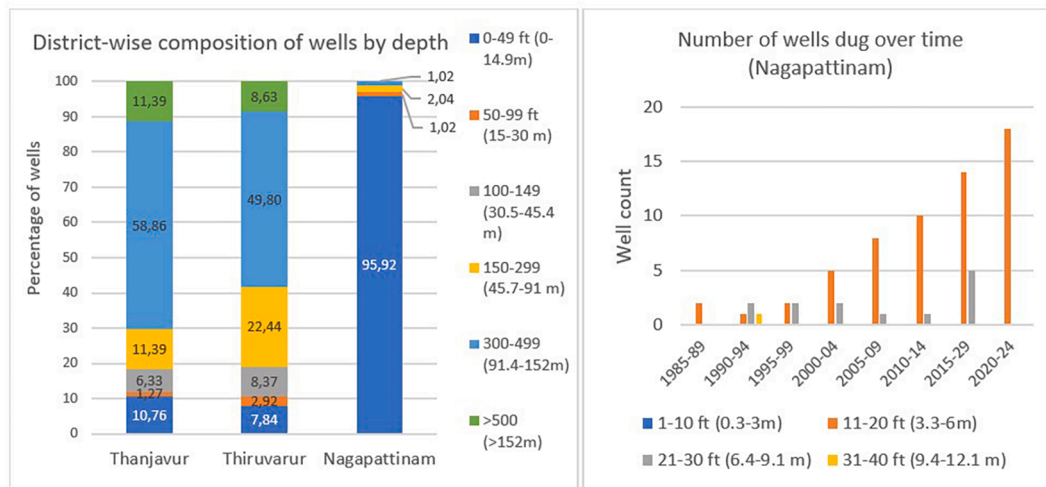 District-wise composition of wells by depth
Percentage of wells
100
90
80
70
60
50
40
30
20
10
0
11,39
58,86
11,39
6,33
1,27
10,76
8,63
49,80
22,44
8,37
2,92
7,84
1,02
2,04
1,02
95,92
Thanjavur Thiruvarur Nagapattinam
0-49 ft (0-
14.9m)
50-99 ft
(15-30 m)
100-149
(30.5-45.4
m)
150-299
(45.7-91 m)
300-499
(91.4-152m)
>500
(>152m)
Number of wells dug over time
(Nagapattinam)
Well count
20
15
10
5
0
1985-89
1990-94
1995-99
2000-04
2005-09
2010-14
2015-29
2020-24
1-10 ft (0.3-3m) 11-20 ft (3.3-6m)
21-30 ft (6.4-9.1 m) 31-40 ft (9.4-12.1 m)